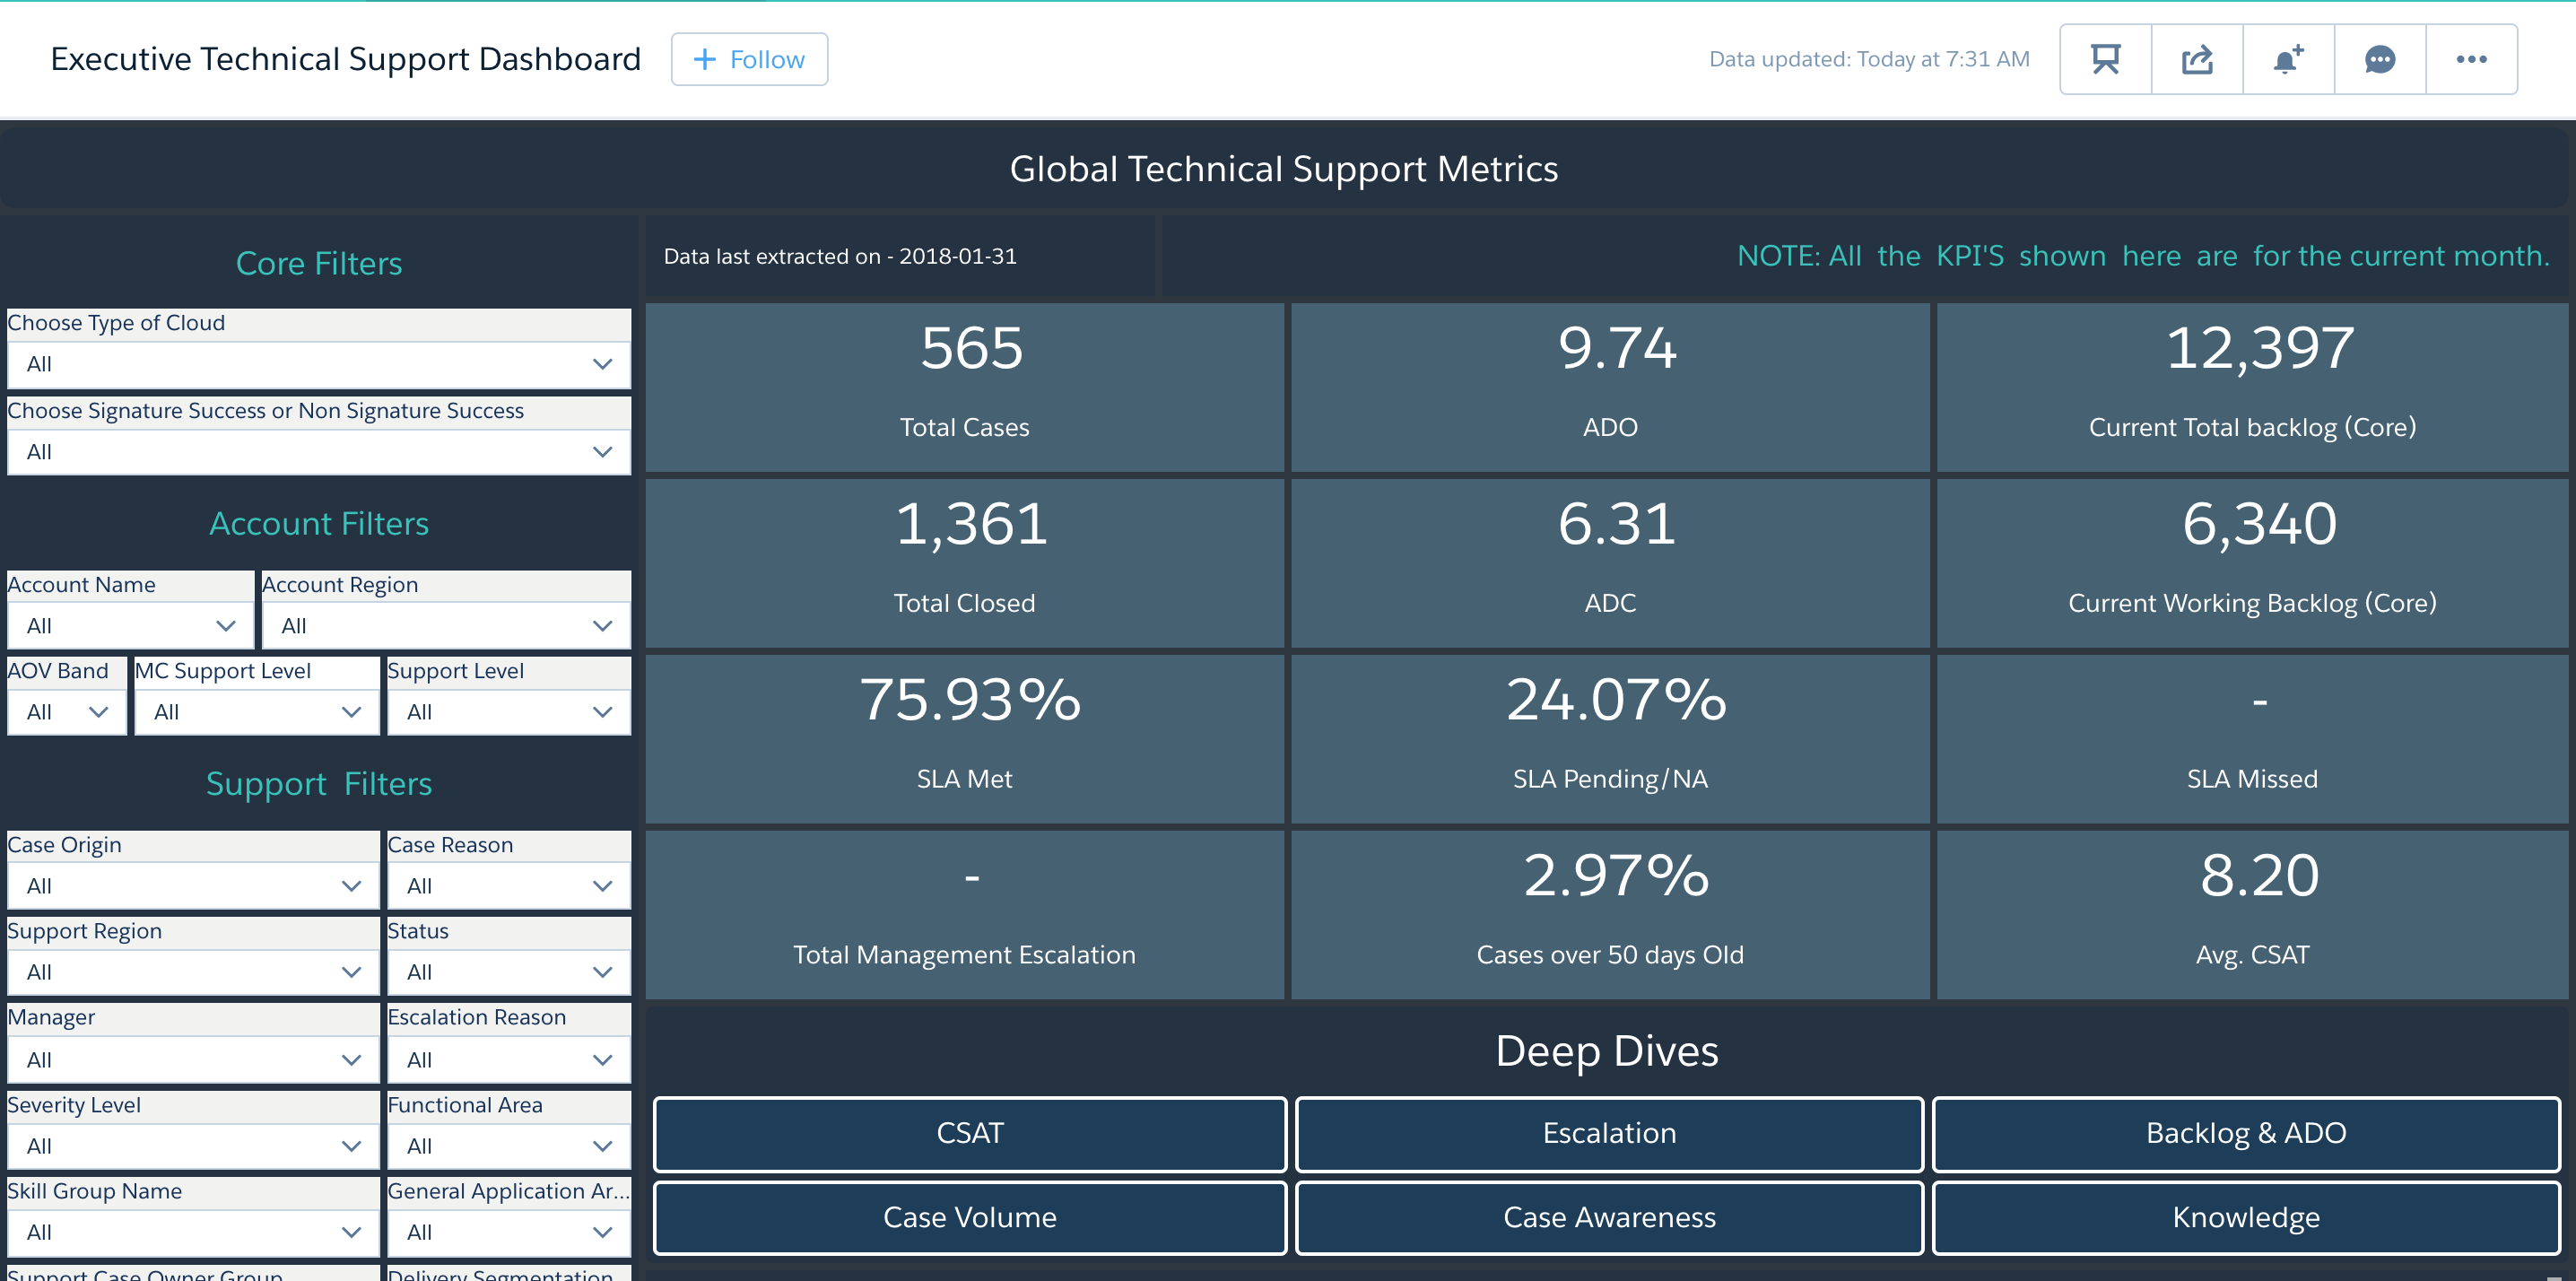 Executive Technical Support Dashboard
+ Follow
Data updated: Today at 7:31 AM
Global Technical Support Metrics
Core Filters
Choose Type of Cloud
All
Choose Signature Success or Non Signature Success
All
Account Filters
Account Name
All
Account Region
All
AOV Band
All
MC Support Level
All
Support Level
All
Support Filters
Case Origin
All
Case Reason
All
Support Region
All
Status
All
Manager
All
Escalation Reason
All
Severity Level
All
Functional Area
All
Skill Group Name
All
General Application Ar...
All
Support Case Owner Group
Delivery Segmentation
Data last extracted on - 2018-01-31
NOTE: All the KPI'S shown here are for the current month.
565
Total Cases
9.74
ADO
12,397
Current Total backlog (Core)
1,361
Total Closed
6.31
ADC
6,340
Current Working Backlog (Core)
75.93%
SLA Met
24.07%
SLA Pending/NA
-
SLA Missed
-
Total Management Escalation
2.97%
Cases over 50 days Old
8.20
Avg. CSAT
Deep Dives
CSAT
Escalation
Backlog & ADO
Case Volume
Case Awareness
Knowledge